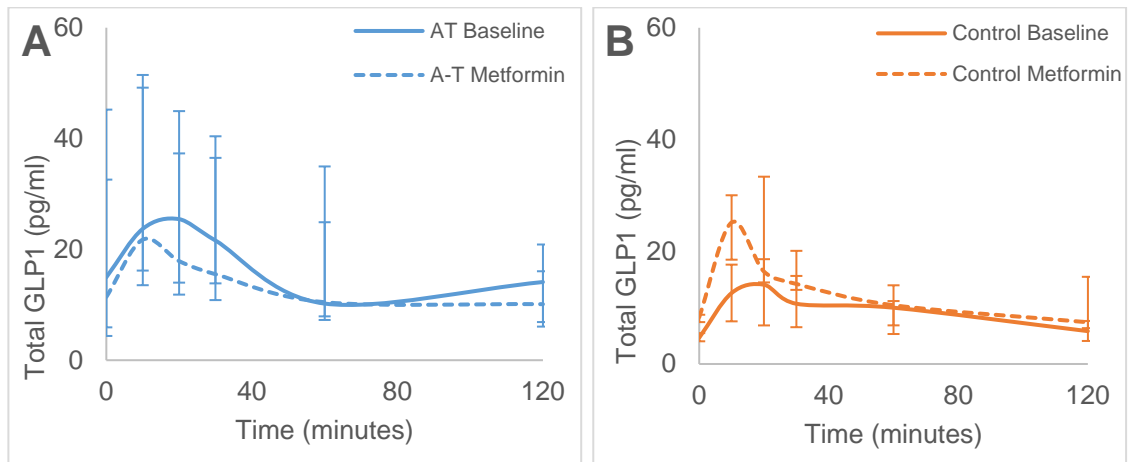 A
AT Baseline
A-T Metformin
Total GLP1 (pg/ml)
60
40
20
0
0 40 80 120
Time (minutes)
B
Control Baseline
Control Metformin
Total GLP1 (pg/ml)
60
40
20
0
0 40 80 120
Time (minutes)